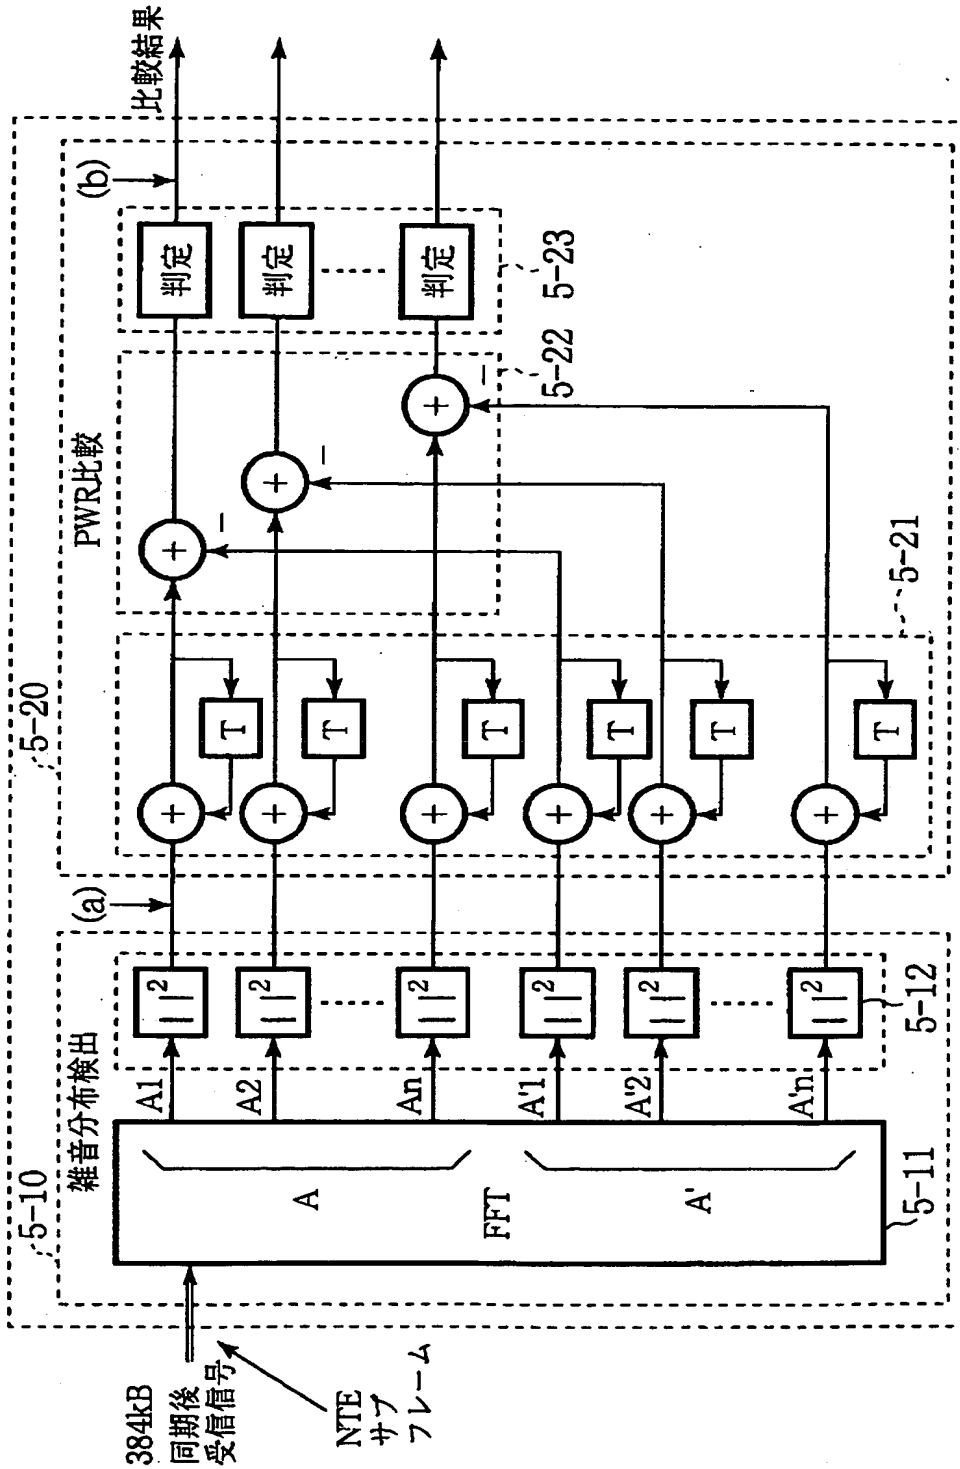 384kB
同期後
受信信号
NTE
サブ
フレーム
5-10
雑音分布検出
A
FFT
A'
5-11
A1
A2
An
A'1
A'2
A'n
| |²
| |²
| |²
| |²
| |²
| |²
5-12
(a)
5-20
PWR比較
+
+
+
+
+
+
T
T
T
T
T
T
5-21
+
−
+
−
+
−
5-22
判定
判定
判定
5-23
(b)
比較結果